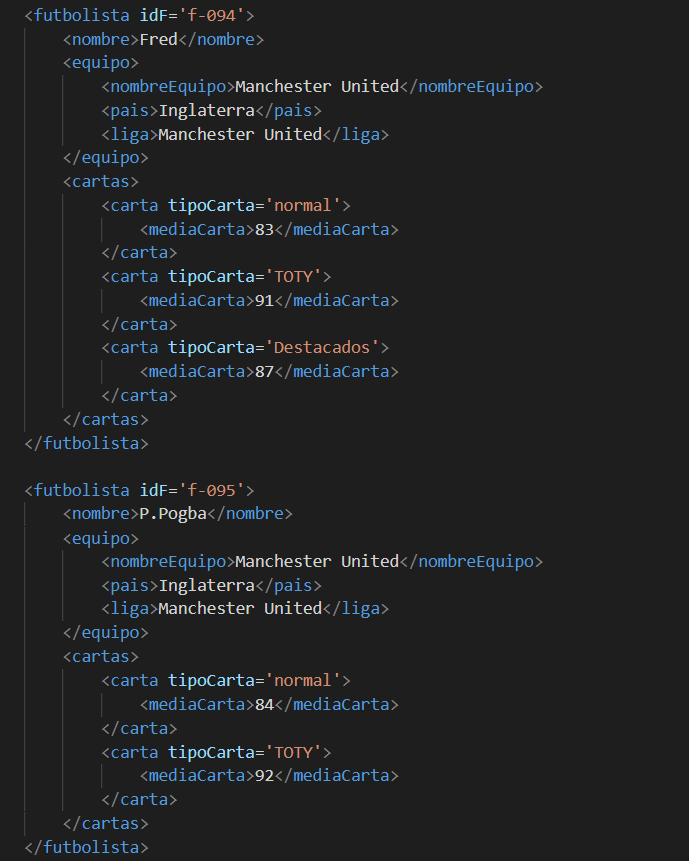 <futbolista idF='f-094'>
<nombre>Fred</nombre>
<equipo>
<nombreEquipo>Manchester United</nombreEquipo>
<pais>Inglaterra</pais>
<liga>Manchester United</liga>
</equipo>
<cartas>
<carta tipoCarta='normal'>
<mediaCarta>83</mediaCarta>
</carta>
<carta tipoCarta='TOTY'>
<mediaCarta>91</mediaCarta>
</carta>
<carta tipoCarta='Destacados'>
<mediaCarta>87</mediaCarta>
</carta>
</cartas>
</futbolista>
<futbolista idF='f-095'>
<nombre>P.Pogba</nombre>
<equipo>
<nombreEquipo>Manchester United</nombreEquipo>
<pais>Inglaterra</pais>
<liga>Manchester United</liga>
</equipo>
<cartas>
<carta tipoCarta='normal'>
<mediaCarta>84</mediaCarta>
</carta>
<carta tipoCarta='TOTY'>
<mediaCarta>92</mediaCarta>
</carta>
</cartas>
</futbolista>